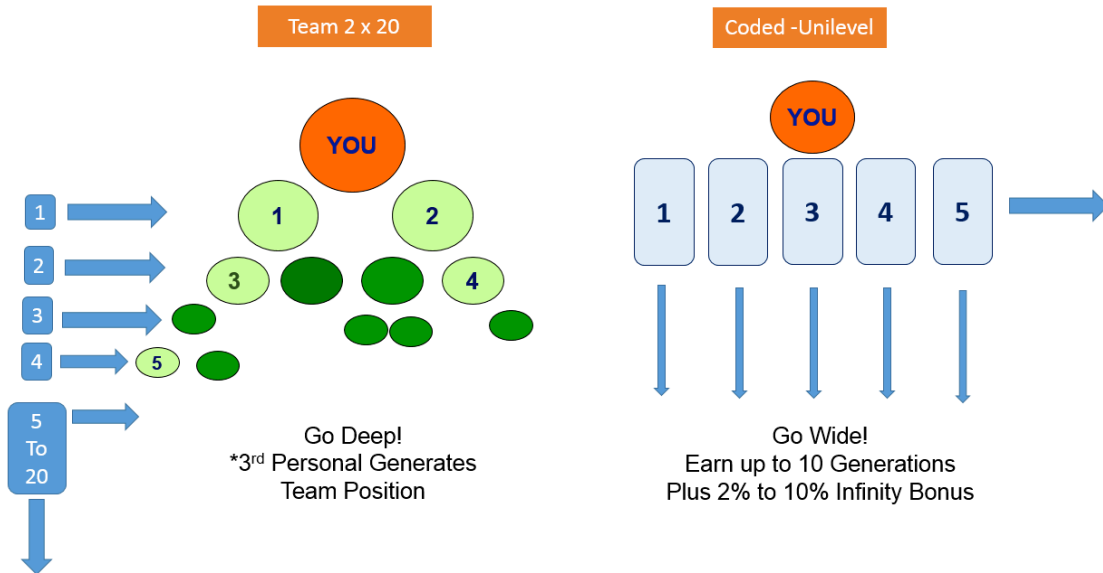 Team 2 x 20
YOU
1
2
3
4
5
1
2
3
4
5
To
20
Go Deep!
*3rd Personal Generates
Team Position
Coded -Unilevel
YOU
1
2
3
4
5
Go Wide!
Earn up to 10 Generations
Plus 2% to 10% Infinity Bonus